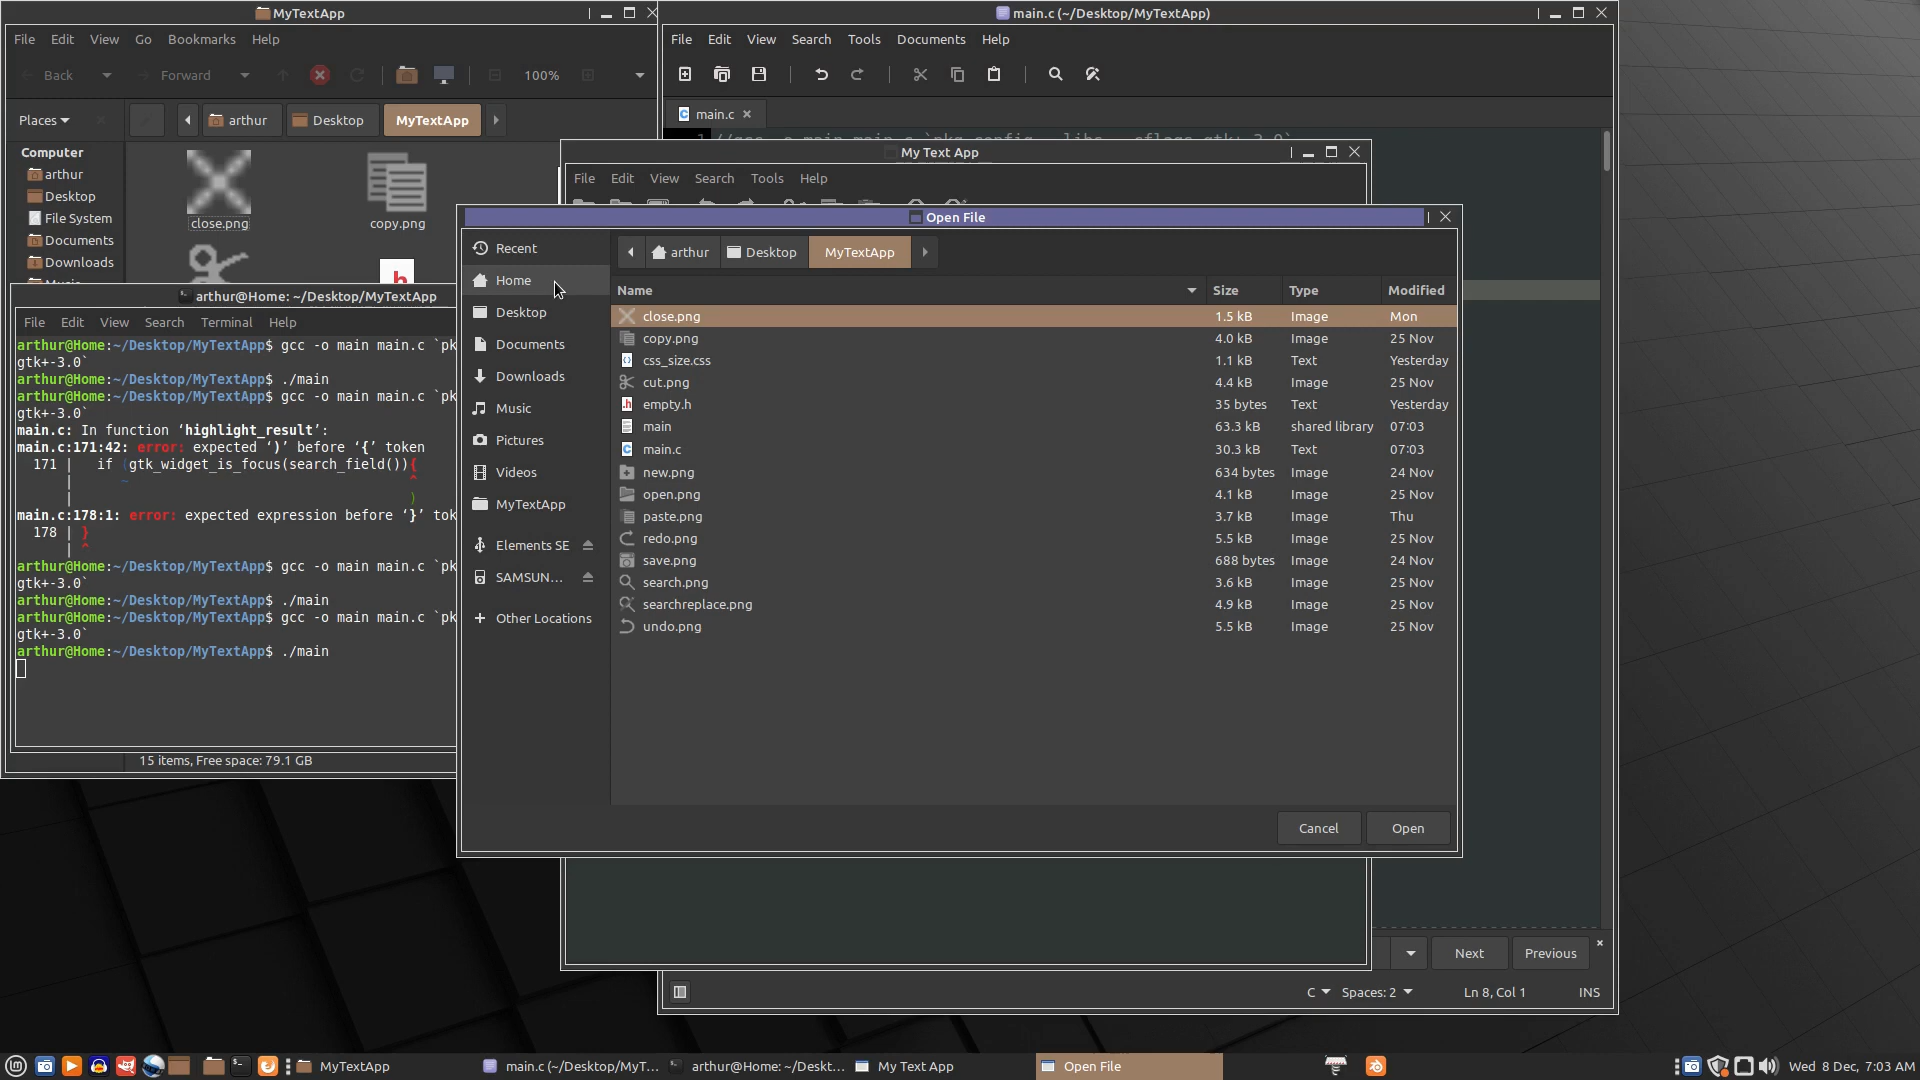 MyTextApp
File Edit View Go Bookmarks Help
Back Forward 100%
Places arthur Desktop MyTextApp
Computer
arthur
Desktop
File System
Documents
Downloads
close.png
copy.png
h
15 items, Free space: 79.1 GB
main.c (~/Desktop/MyTextApp)
File Edit View Search Tools Documents Help
main.c
1 //gcc -o main main.c `pkg-config --libs --cflags gtk+-3.0`
Next Previous
C Spaces: 2 Ln 8, Col 1 INS
My Text App
File Edit View Search Tools Help
arthur@Home: ~/Desktop/MyTextApp
File Edit View Search Terminal Help
arthur@Home:~/Desktop/MyTextApp$ gcc -o main main.c `pk
gtk+-3.0`
arthur@Home:~/Desktop/MyTextApp$ ./main
arthur@Home:~/Desktop/MyTextApp$ gcc -o main main.c `pk
gtk+-3.0`
main.c: In function ‘highlight_result’:
main.c:171:42: error: expected ‘)’ before ‘{’ token
171 | if (gtk_widget_is_focus(search_field()){
| ~ ^
| )
main.c:178:1: error: expected expression before ‘}’ tok
178 | }
| ^
arthur@Home:~/Desktop/MyTextApp$ gcc -o main main.c `pk
gtk+-3.0`
arthur@Home:~/Desktop/MyTextApp$ ./main
arthur@Home:~/Desktop/MyTextApp$ gcc -o main main.c `pk
gtk+-3.0`
arthur@Home:~/Desktop/MyTextApp$ ./main
Open File
Recent
Home
Desktop
Documents
Downloads
Music
Pictures
Videos
MyTextApp
Elements SE
SAMSUN...
Other Locations
arthur Desktop MyTextApp
Name Size Type Modified
close.png 1.5 kB Image Mon
copy.png 4.0 kB Image 25 Nov
css_size.css 1.1 kB Text Yesterday
cut.png 4.4 kB Image 25 Nov
empty.h 35 bytes Text Yesterday
main 63.3 kB shared library 07:03
main.c 30.3 kB Text 07:03
new.png 634 bytes Image 24 Nov
open.png 4.1 kB Image 25 Nov
paste.png 3.7 kB Image Thu
redo.png 5.5 kB Image 25 Nov
save.png 688 bytes Image 24 Nov
search.png 3.6 kB Image 25 Nov
searchreplace.png 4.9 kB Image 25 Nov
undo.png 5.5 kB Image 25 Nov
Cancel Open
MyTextApp main.c (~/Desktop/MyT... arthur@Home: ~/Deskt... My Text App Open File Wed 8 Dec, 7:03 AM